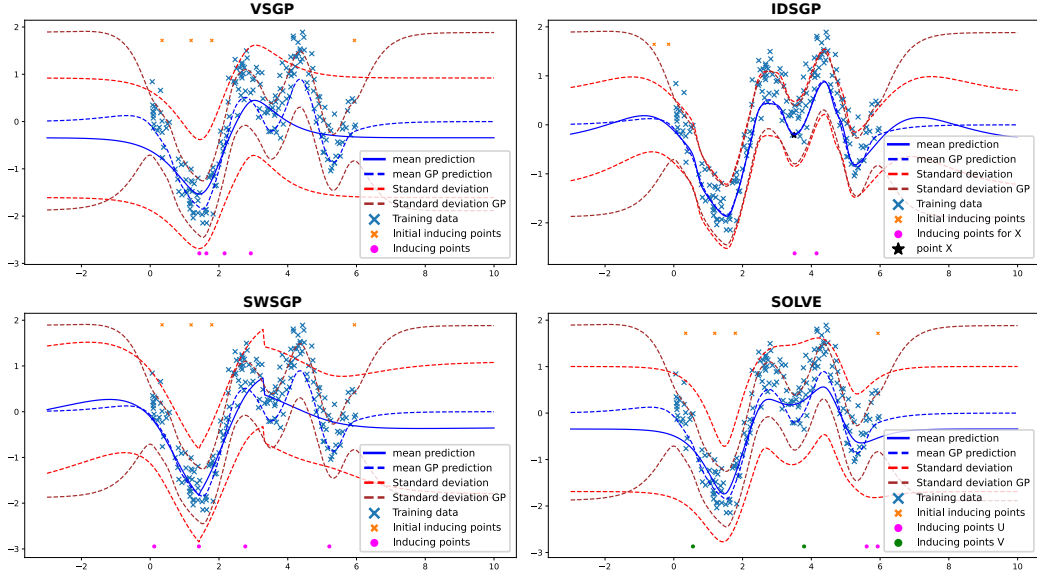 VSGP
2
1
0
−1
−2
−3
−2
0
2
4
6
8
10
mean prediction
mean GP prediction
Standard deviation
Standard deviation GP
Training data
Initial inducing points
Inducing points
IDSGP
2
1
0
−1
−2
−2
0
2
4
6
8
10
mean prediction
mean GP prediction
Standard deviation
Standard deviation GP
Training data
Initial inducing points
Inducing points for X
point X
SWSGP
2
1
0
−1
−2
−3
−2
0
2
4
6
8
10
mean prediction
mean GP prediction
Standard deviation
Standard deviation GP
Training data
Initial inducing points
Inducing points
SOLVE
2
1
0
−1
−2
−3
−2
0
2
4
6
8
10
mean prediction
mean GP prediction
Standard deviation
Standard deviation GP
Training data
Initial inducing points
Inducing points U
Inducing points V